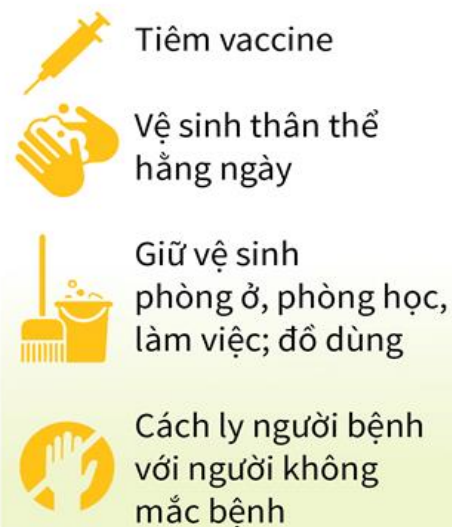 Tiêm vaccine
Vệ sinh thân thể
hằng ngày
Giữ vệ sinh
phòng ở, phòng học,
làm việc; đồ dùng
Cách ly người bệnh
với người không
mắc bệnh